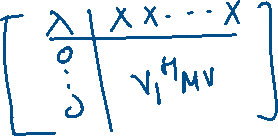 λ X X · · · X
0
⋮ V₁ᴴMV
0